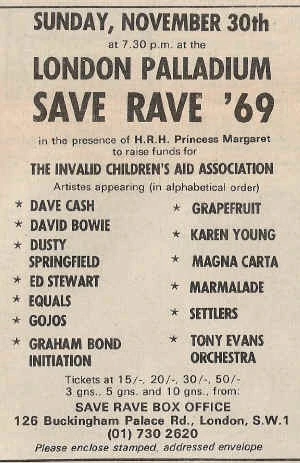 SUNDAY, NOVEMBER 30th
at 7.30 p.m. at the
LONDON PALLADIUM
SAVE RAVE '69
in the presence of H.R.H. Princess Margaret
to raise funds for
THE INVALID CHILDREN'S AID ASSOCIATION
Artistes appearing (in alphabetical order)
* DAVE CASH
* DAVID BOWIE
* DUSTY
SPRINGFIELD
* ED STEWART
* EQUALS
* GOJOS
* GRAHAM BOND
INITIATION
* GRAPEFRUIT
* KAREN YOUNG
* MAGNA CARTA
* MARMALADE
* SETTLERS
* TONY EVANS
ORCHESTRA
Tickets at 15/-, 20/-, 30/-, 50/-
3 gns., 5 gns. and 10 gns., from:
SAVE RAVE BOX OFFICE
126 Buckingham Palace Rd., London, S.W.1
(01) 730 2620
Please enclose stamped, addressed envelope